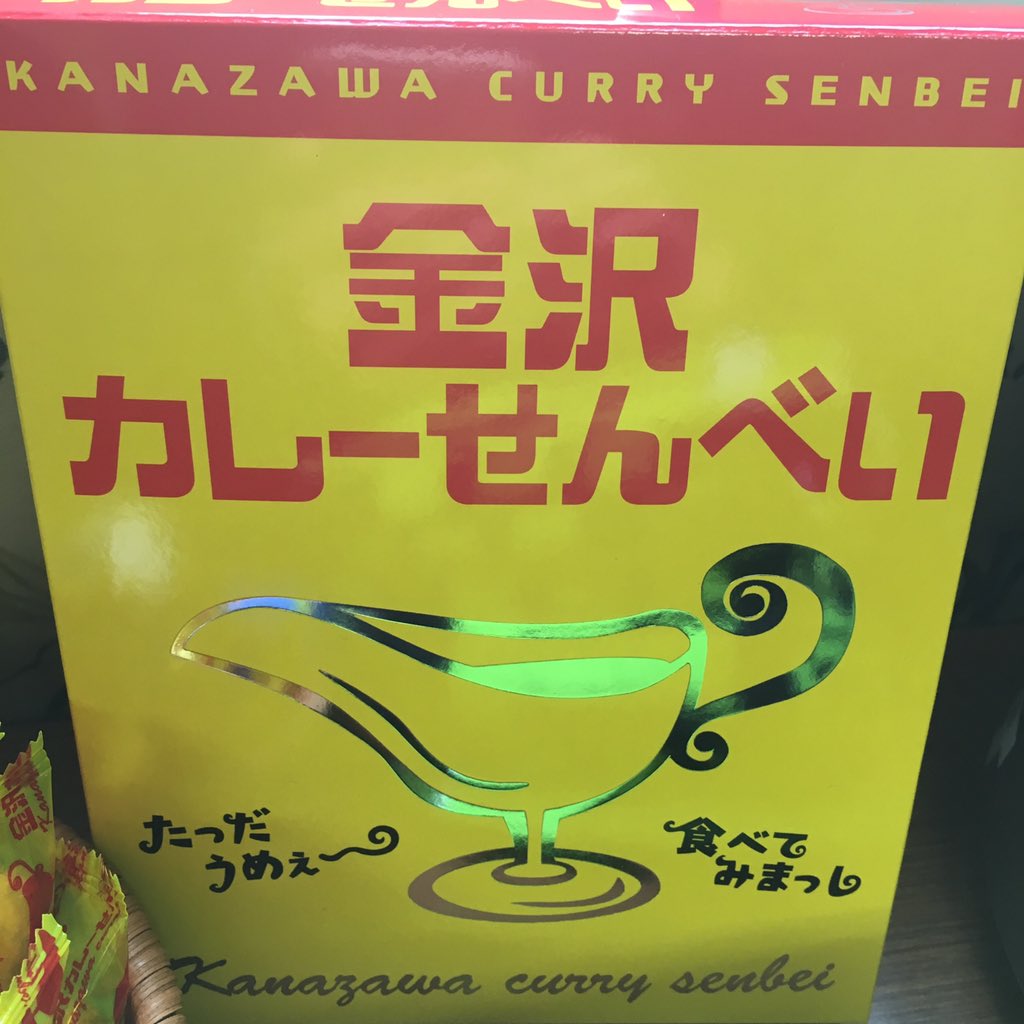 KANAZAWA CURRY SENBEI
金沢
カレーせんべい
たっだ
うめぇ〜
食べて
みまっし
Kanazawa curry senbei